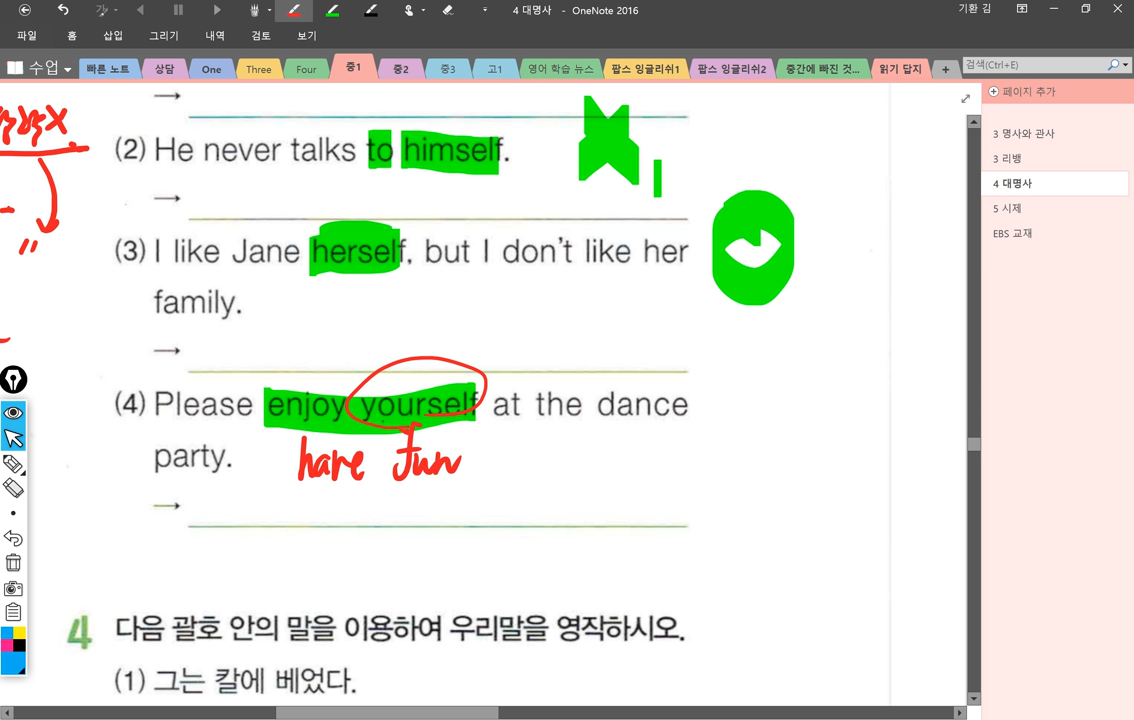 4 대명사 - OneNote 2016
기환 김
파일 홈 삽입 그리기 내역 검토 보기
수업 빠른 노트 상담 One Three Four 중1 중2 중3 고1 영어 학습 뉴스 팝스 잉글리쉬1 팝스 잉글리쉬2 중간에 빠진 것... 읽기 답지 + 검색(Ctrl+E)
페이지 추가
3 명사와 관사
3 리뱅
4 대명사
5 시제
EBS 교재
→
(2) He never talks to himself.
→
(3) I like Jane herself, but I don't like her
family.
→
(4) Please enjoy yourself at the dance
party.
have fun
→
4 다음 괄호 안의 말을 이용하여 우리말을 영작하시오.
(1) 그는 칼에 베었다.